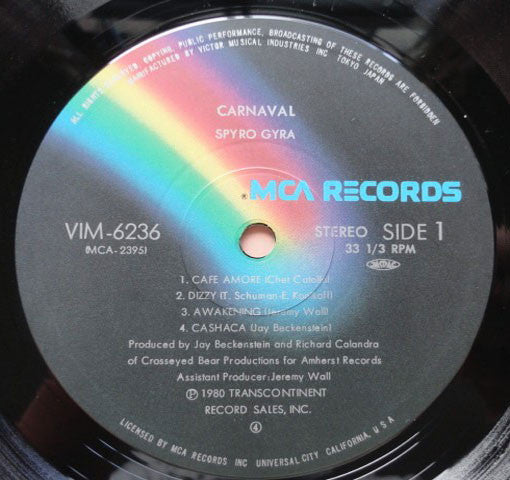 ALL RIGHTS RESERVED COPYING, PUBLIC PERFORMANCE, BROADCASTING OF THESE RECORDS ARE FORBIDDEN
MANUFACTURED BY VICTOR MUSICAL INDUSTRIES INC TOKYO JAPAN
CARNAVAL
SPYRO GYRA
® MCA RECORDS
VIM-6236
(MCA-2395)
STEREO SIDE 1
33 1/3 RPM
1. CAFE AMORE (Chet Catallo)
2. DIZZY (T. Schuman-E. Konikoff)
3. AWAKENING (Jeremy Wall)
4. CASHACA (Jay Beckenstein)
Produced by Jay Beckenstein and Richard Calandra
of Crosseyed Bear Productions for Amherst Records
Assistant Producer: Jeremy Wall
Ⓟ 1980 TRANSCONTINENT
RECORD SALES, INC.
④
LICENSED BY MCA RECORDS INC UNIVERSAL CITY, CALIFORNIA, U.S.A.